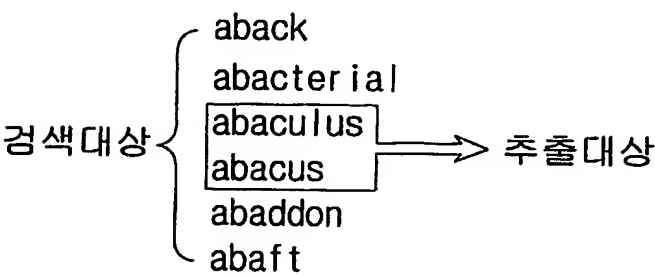 aback
abacterial
abaculus
검색대상
추출대상
abacus
abaddon
abaft